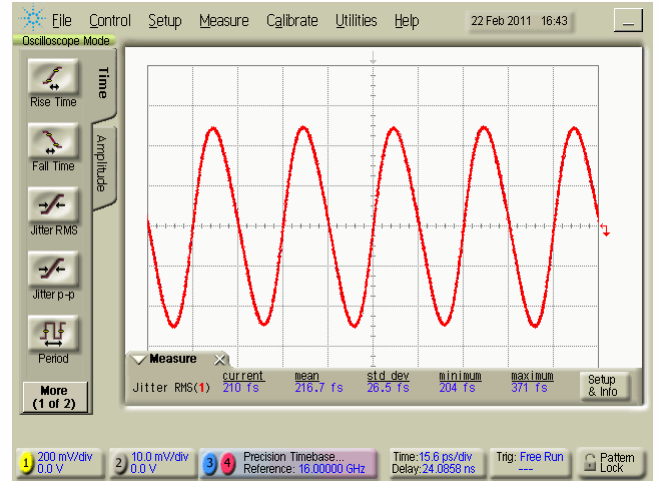 File Control Setup Measure Calibrate Utilities Help 22 Feb 2011 16:43
Oscilloscope Mode
Time
Amplitude
Rise Time
Fall Time
Jitter RMS
Jitter p-p
Period
More
(1 of 2)
Measure
current mean std dev minimum maximum
Jitter RMS(1) 210 fs 216.7 fs 26.5 fs 204 fs 371 fs
Setup
& Info
1 200 mV/div
0.0 V
2 10.0 mV/div
0.0 V
3 4 Precision Timebase...
Reference: 16.00000 GHz
Time:15.6 ps/div
Delay:24.0858 ns
Trig: Free Run
---
Pattern
Lock